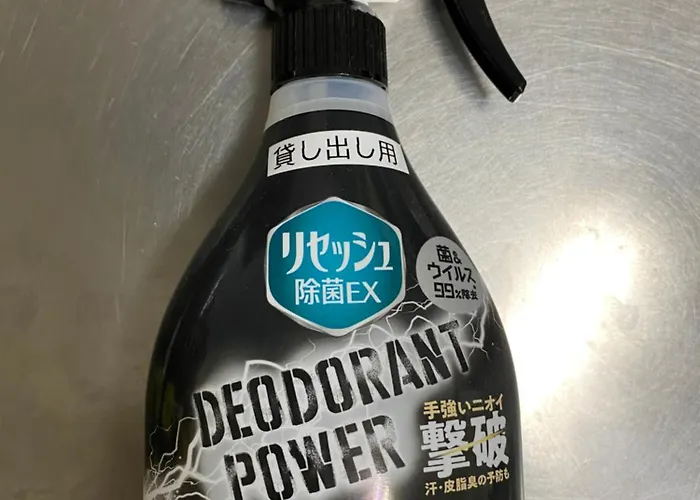 貸し出し用
リセッシュ
除菌EX
菌&
ウイルス
99%除去
DEODORANT
POWER
手強いニオイ
撃破
汗・皮脂臭の予防も